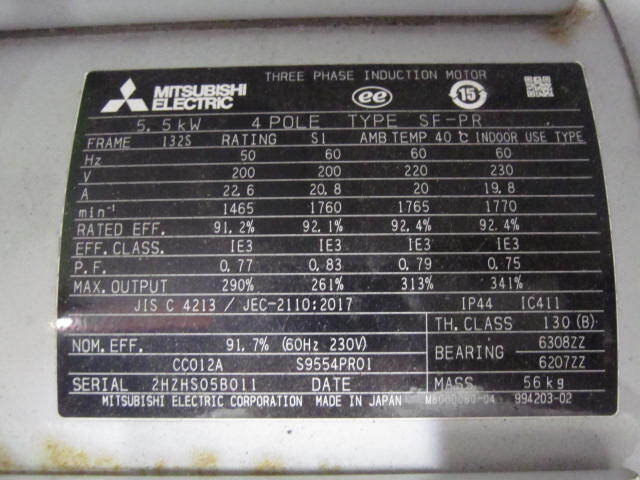 THREE PHASE INDUCTION MOTOR
MITSUBISHI
ELECTRIC
ee 15
5.5kW 4 POLE TYPE SF-PR
FRAME 132S RATING S1 AMB TEMP 40℃ INDOOR USE TYPE
Hz 50 60 60 60
V 200 200 220 230
A 22.6 20.8 20 19.8
min⁻¹ 1465 1760 1765 1770
RATED EFF. 91.2% 92.1% 92.4% 92.4%
EFF. CLASS. IE3 IE3 IE3 IE3
P.F. 0.77 0.83 0.79 0.75
MAX. OUTPUT 290% 261% 313% 341%
JIS C 4213 / JEC-2110:2017 IP44 IC411
TH. CLASS 130 (B)
NOM. EFF. 91.7% (60Hz 230V)
BEARING 6308ZZ
6207ZZ
CC012A S9554PR01
SERIAL 2HZHS05B011 DATE MASS 56kg
MITSUBISHI ELECTRIC CORPORATION MADE IN JAPAN 994203-02